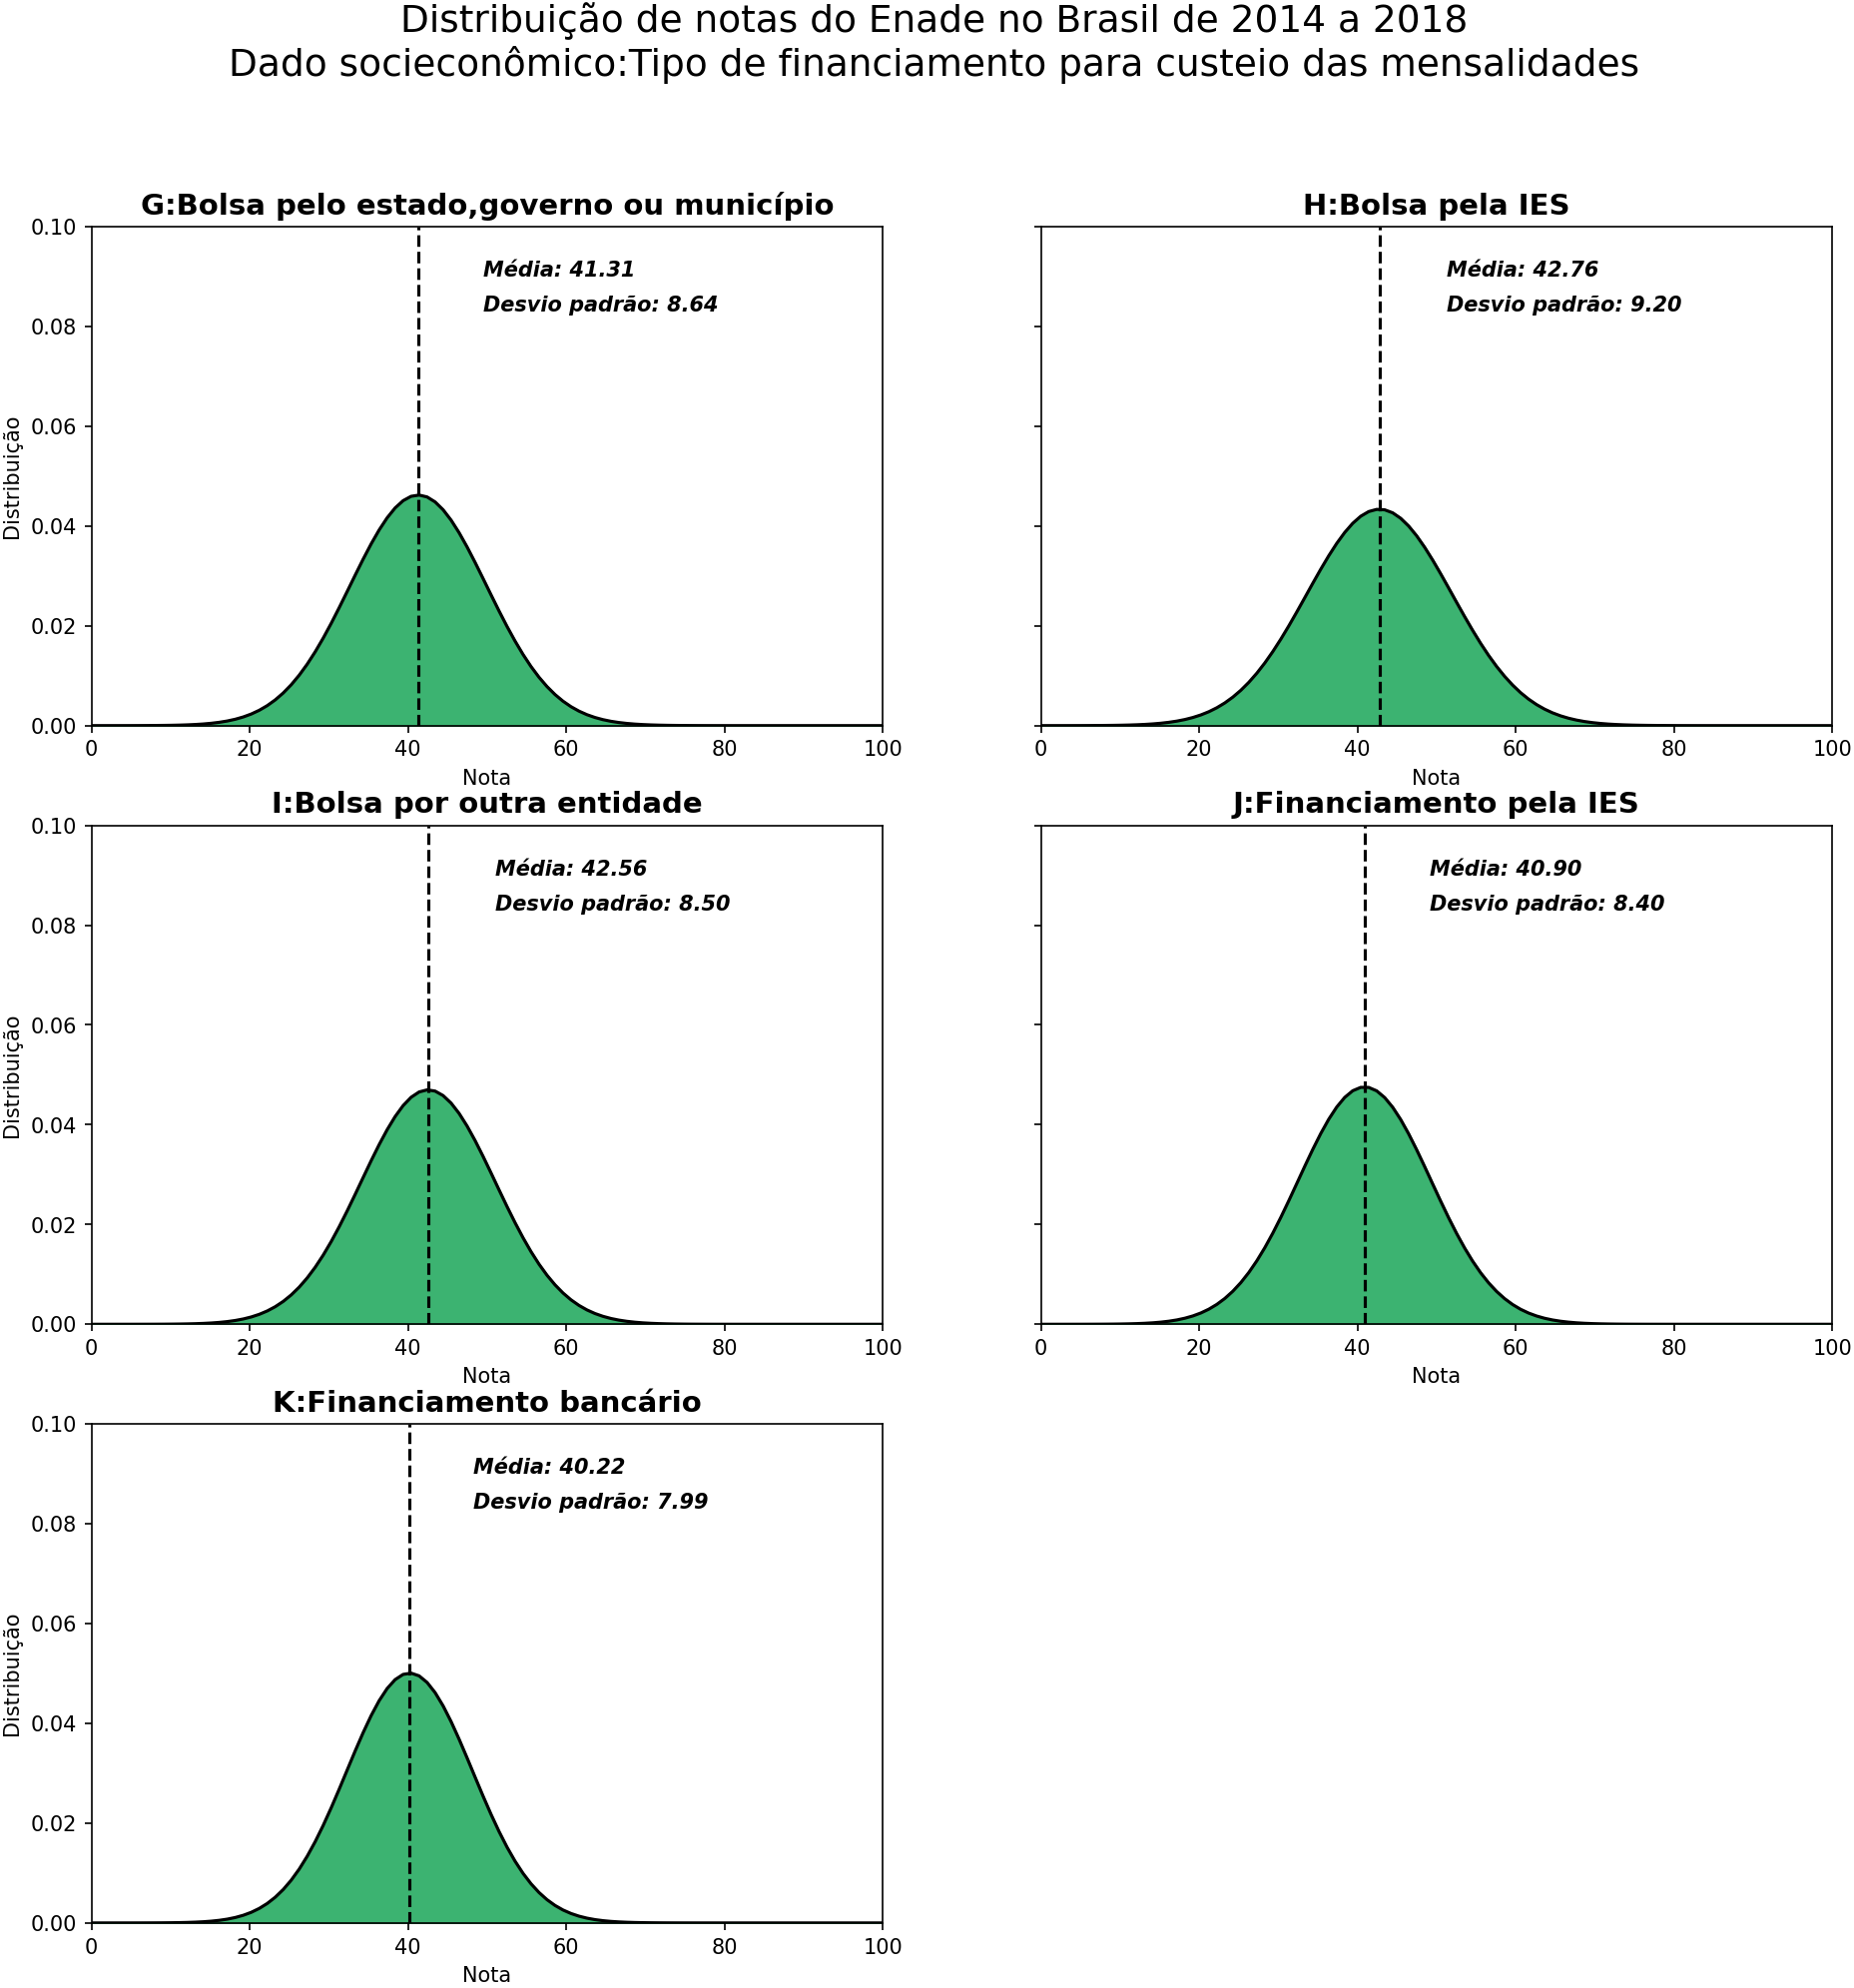 Distribuição de notas do Enade no Brasil de 2014 a 2018
Dado socieconômico:Tipo de financiamento para custeio das mensalidades
G:Bolsa pelo estado,governo ou município
Média: 41.31
Desvio padrão: 8.64
Distribuição
0.10
0.08
0.06
0.04
0.02
0.00
0 20 40 60 80 100
Nota
H:Bolsa pela IES
Média: 42.76
Desvio padrão: 9.20
0 20 40 60 80 100
Nota
I:Bolsa por outra entidade
Média: 42.56
Desvio padrão: 8.50
Distribuição
0.10
0.08
0.06
0.04
0.02
0.00
0 20 40 60 80 100
Nota
J:Financiamento pela IES
Média: 40.90
Desvio padrão: 8.40
0 20 40 60 80 100
Nota
K:Financiamento bancário
Média: 40.22
Desvio padrão: 7.99
Distribuição
0.10
0.08
0.06
0.04
0.02
0.00
0 20 40 60 80 100
Nota